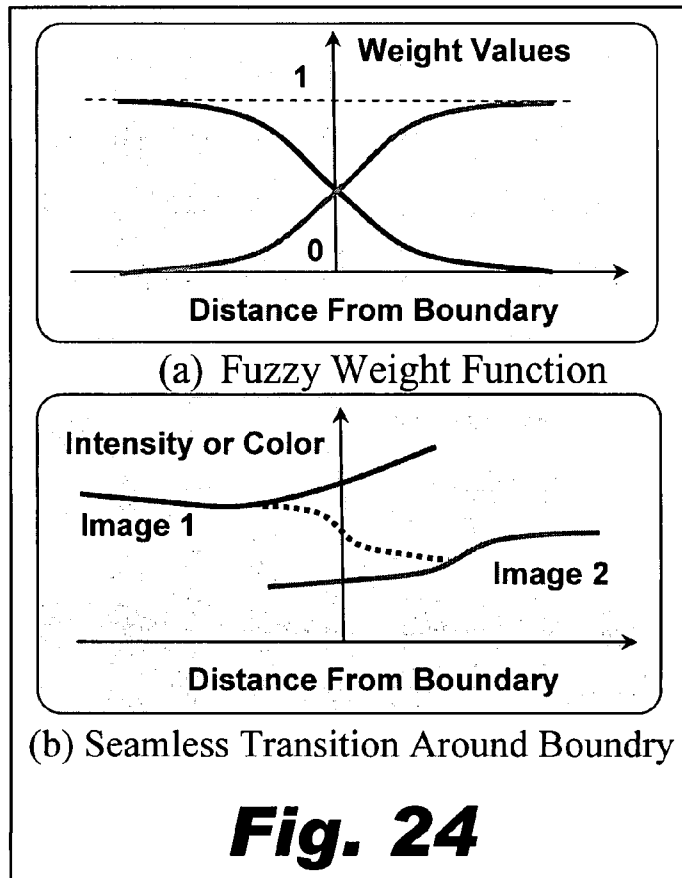 Weight Values
1
0
Distance From Boundary
(a) Fuzzy Weight Function
Intensity or Color
Image 1
Image 2
Distance From Boundary
(b) Seamless Transition Around Boundry
Fig. 24